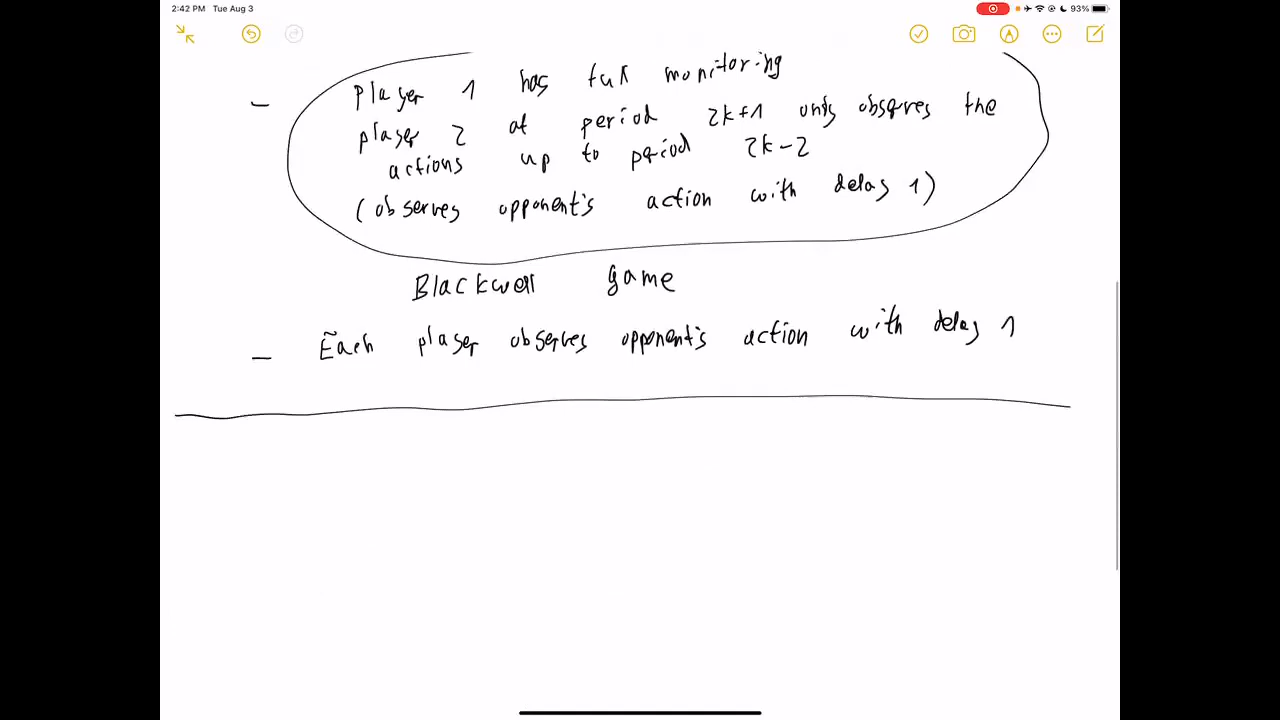 2:42 PM Tue Aug 3
93%
– player 1 has full monitoring
player 2 at period 2k+1 only observes the
actions up to period 2k-2
(observes opponent's action with delay 1)
Blackwell game
– Each player observes opponent's action with delay 1